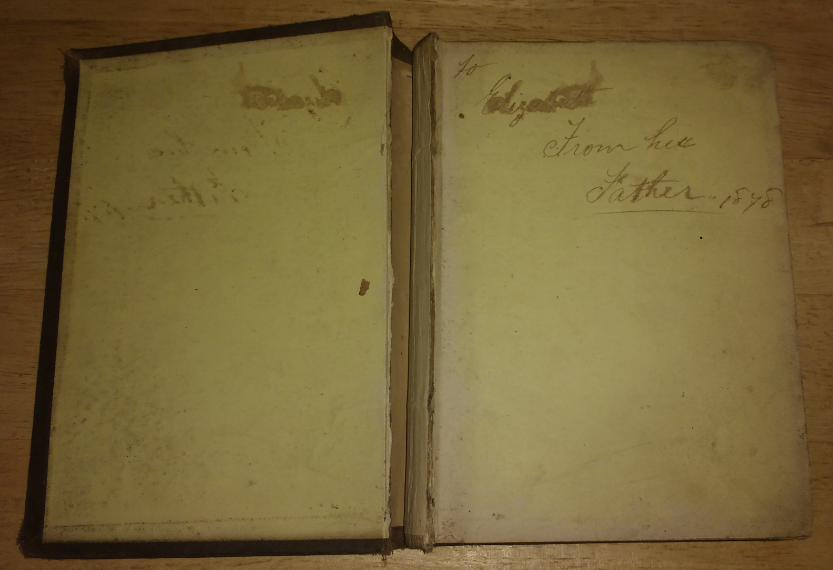 To
Elizabeth
From her
Father. 1878